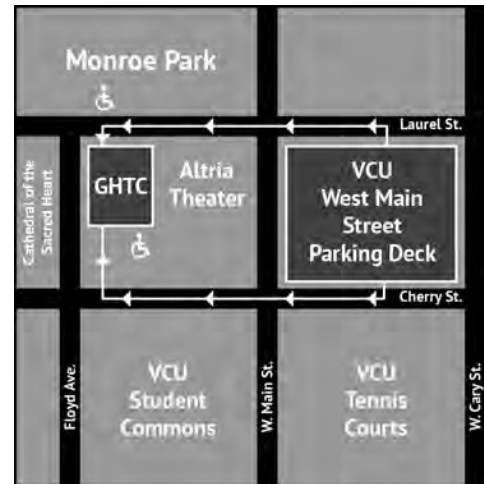 Monroe Park
Laurel St.
Cathedral of the
Sacred Heart
GHTC
Altria
Theater
VCU
West Main
Street
Parking Deck
Cherry St.
Floyd Ave.
VCU
Student
Commons
W. Main St.
VCU
Tennis
Courts
W. Cary St.